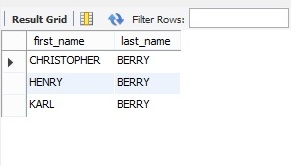 Result Grid Filter Rows:
first_name last_name
CHRISTOPHER BERRY
HENRY BERRY
KARL BERRY